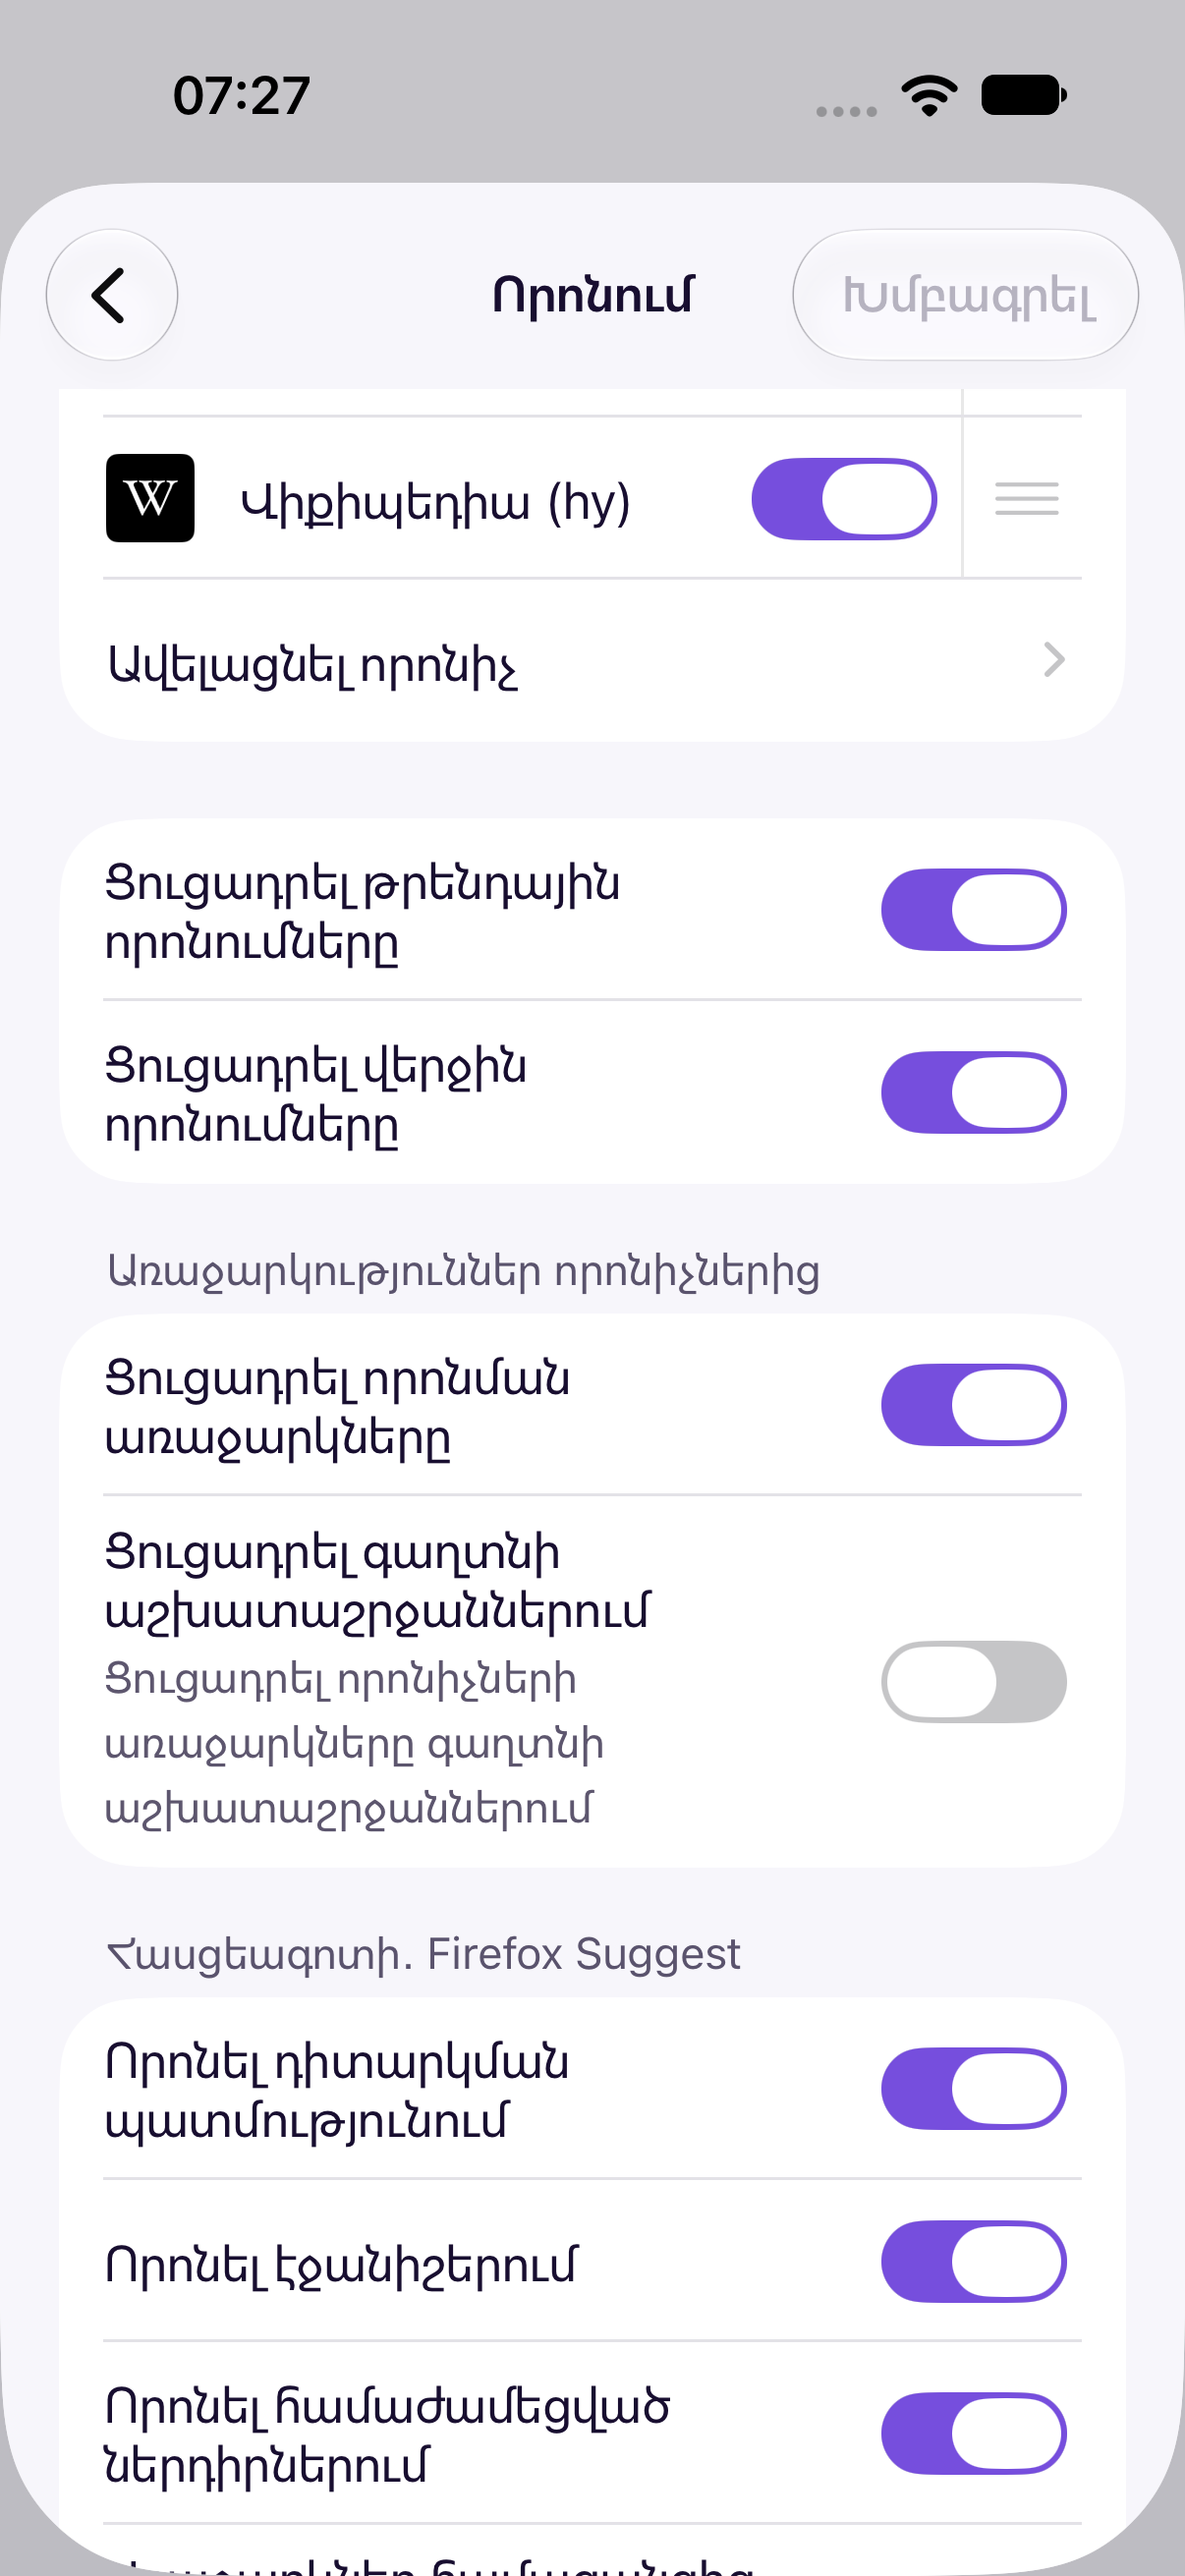 07:27
Որոնում
Խմբագրել
W
Վիքիպեդիա (hy)
Ավելացնել որոնիչ
Ցուցադրել թրենդային
որոնումները
Ցուցադրել վերջին
որոնումները
Առաջարկություններ որոնիչներից
Ցուցադրել որոնման
առաջարկները
Ցուցադրել գաղտնի
աշխատաշրջաններում
Ցուցադրել որոնիչների
առաջարկները գաղտնի
աշխատաշրջաններում
Հասցեագոտի. Firefox Suggest
Որոնել դիտարկման
պատմությունում
Որոնել էջանիշերում
Որոնել համաժամեցված
ներդիրներում